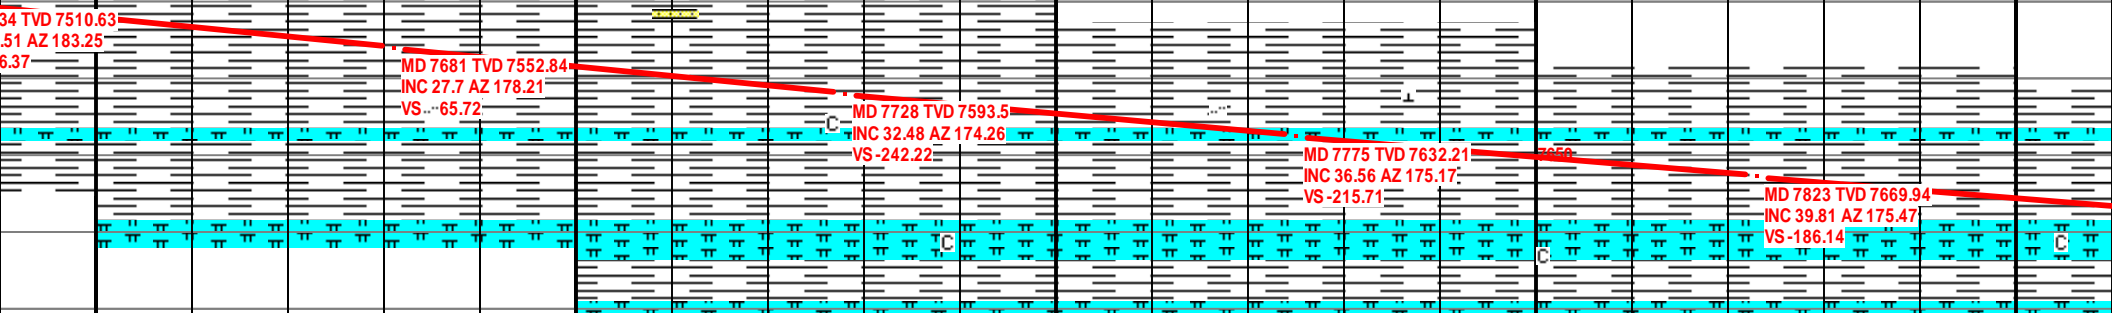 34 TVD 7510.63
.51 AZ 183.25
6.37
MD 7681 TVD 7552.84
INC 27.7 AZ 178.21
VS 65.72
C
MD 7728 TVD 7593.5
INC 32.48 AZ 174.26
VS -242.22
C
MD 7775 TVD 7632.21
INC 36.56 AZ 175.17
VS -215.71
7650
C
MD 7823 TVD 7669.94
INC 39.81 AZ 175.47
VS -186.14
C